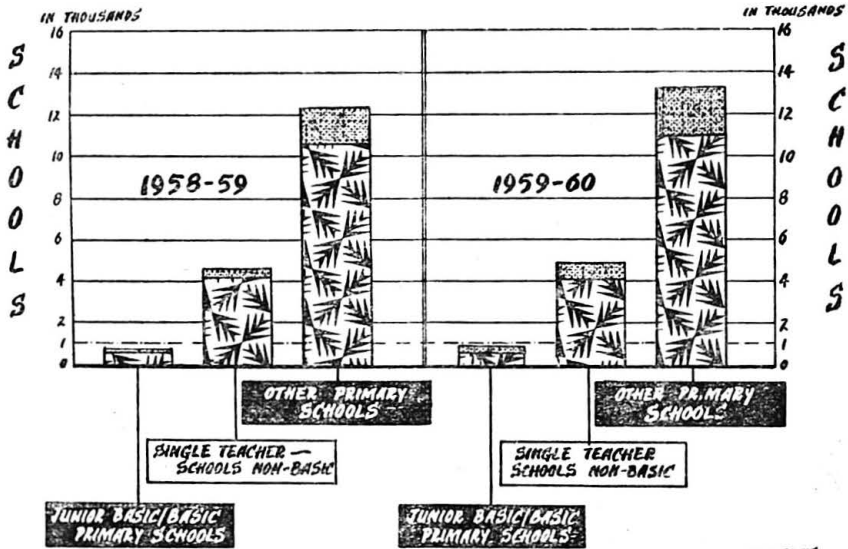 IN THOUSANDS
IN THOUSANDS
SCHOOLS
16
14
12
10
8
6
4
2
1
0
1958-59
1959-60
16
14
12
10
8
6
4
2
1
0
SCHOOLS
OTHER PRIMARY
SCHOOLS
OTHER PRIMARY
SCHOOLS
SINGLE TEACHER —
SCHOOLS NON-BASIC
SINGLE TEACHER
SCHOOLS NON-BASIC
JUNIOR BASIC/BASIC
PRIMARY SCHOOLS
JUNIOR BASIC/BASIC
PRIMARY SCHOOLS